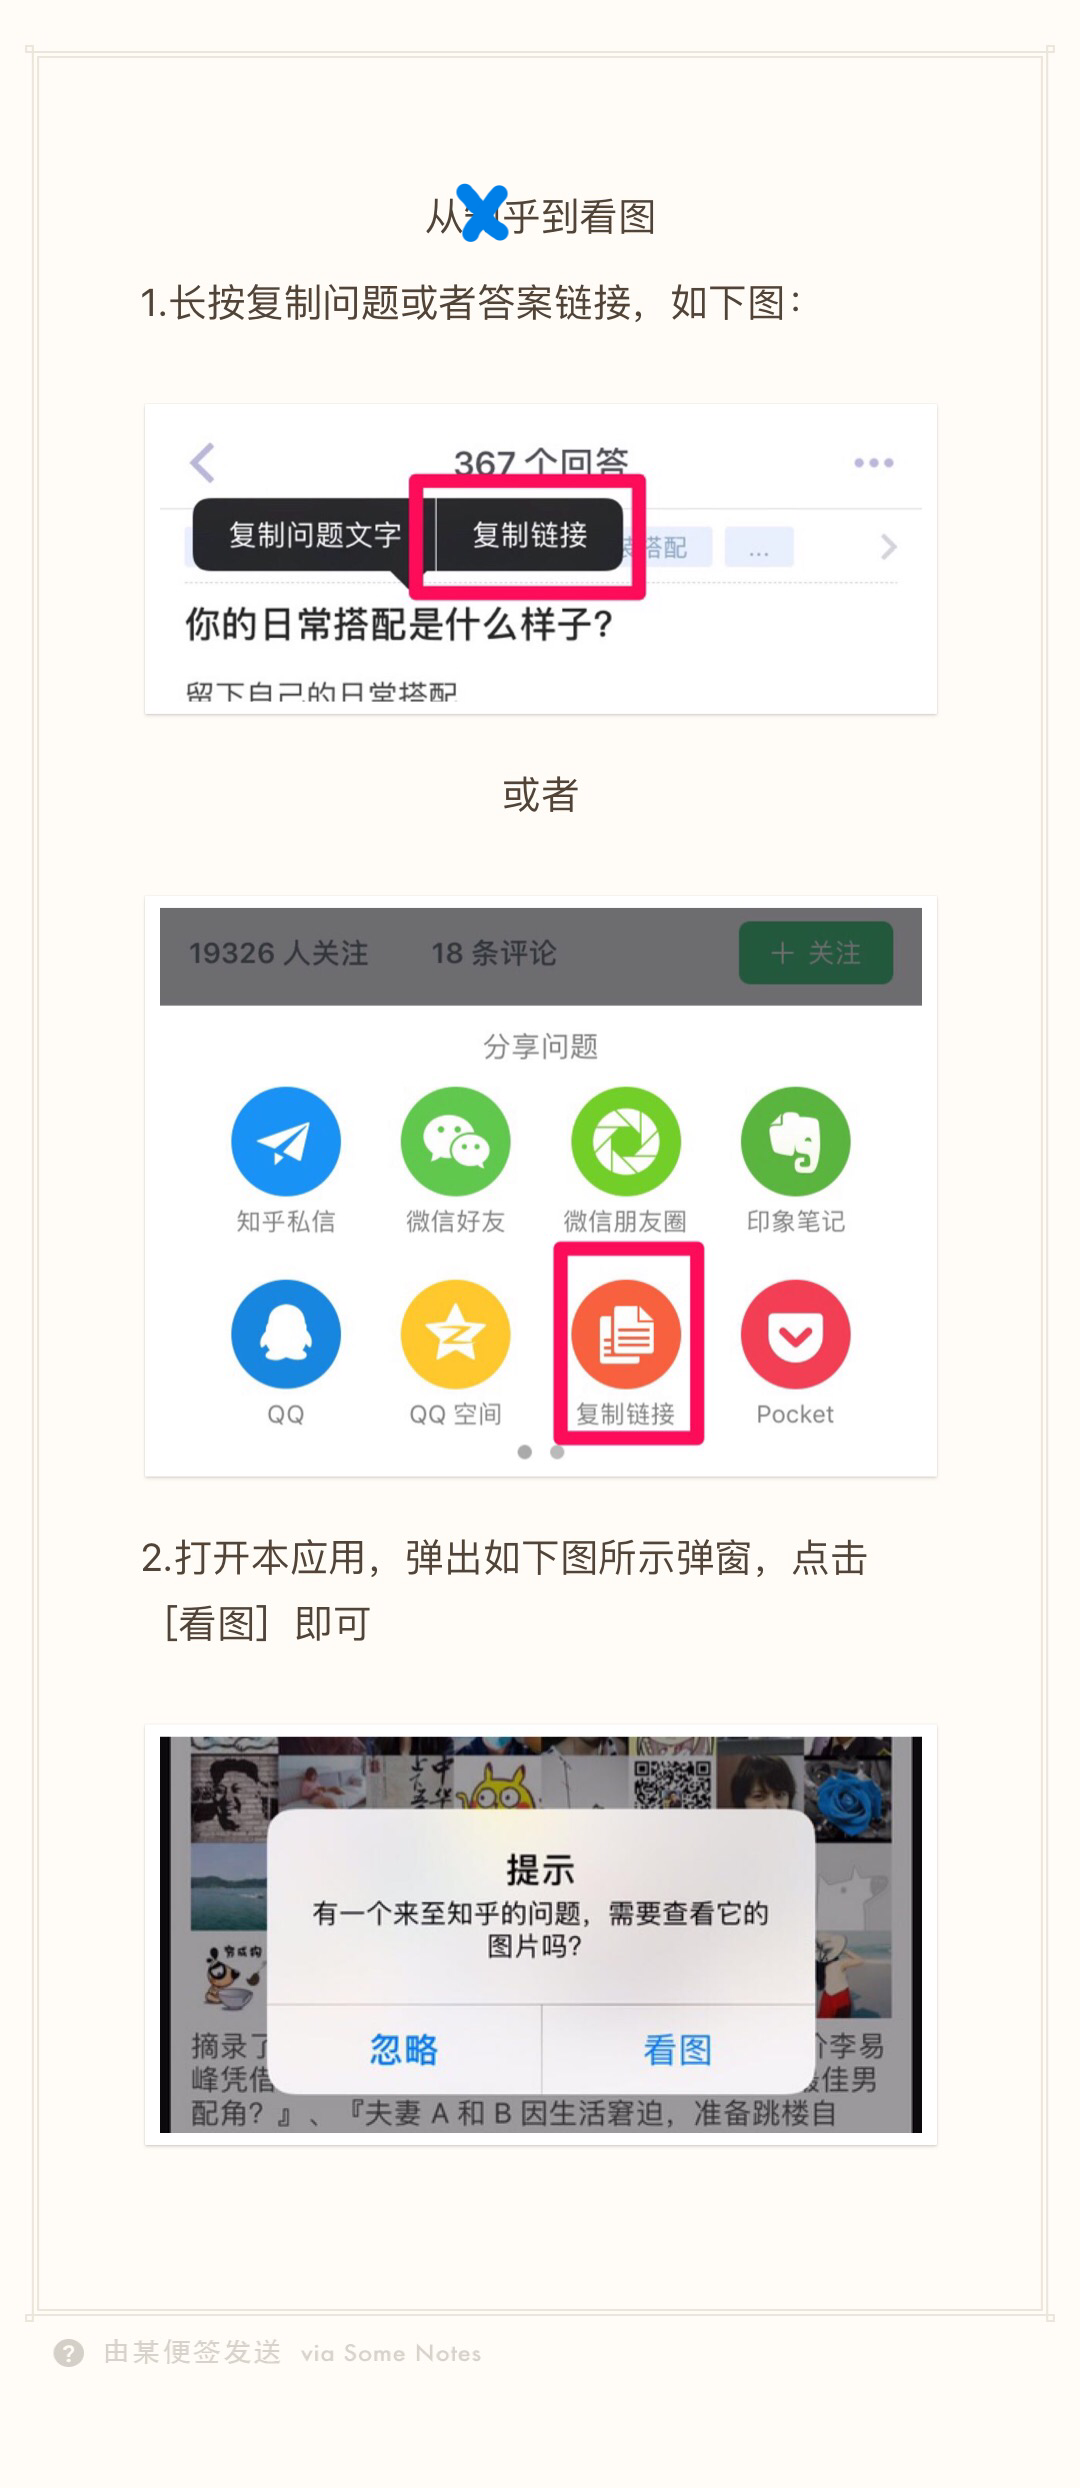 从乎到看图
1.长按复制问题或者答案链接，如下图：
367 个回答
复制问题文字 复制链接 搭配 ...
你的日常搭配是什么样子？
留下自己的日常搭配
或者
19326 人关注 18 条评论 + 关注
分享问题
知乎私信 微信好友 微信朋友圈 印象笔记
QQ QQ 空间 复制链接 Pocket
2.打开本应用，弹出如下图所示弹窗，点击
［看图］即可
提示
有一个来至知乎的问题，需要查看它的
图片吗？
忽略 看图
摘录了 李易
峰凭借 佳男
配角？』、『夫妻 A 和 B 因生活窘迫，准备跳楼自
由某便签发送 via Some Notes